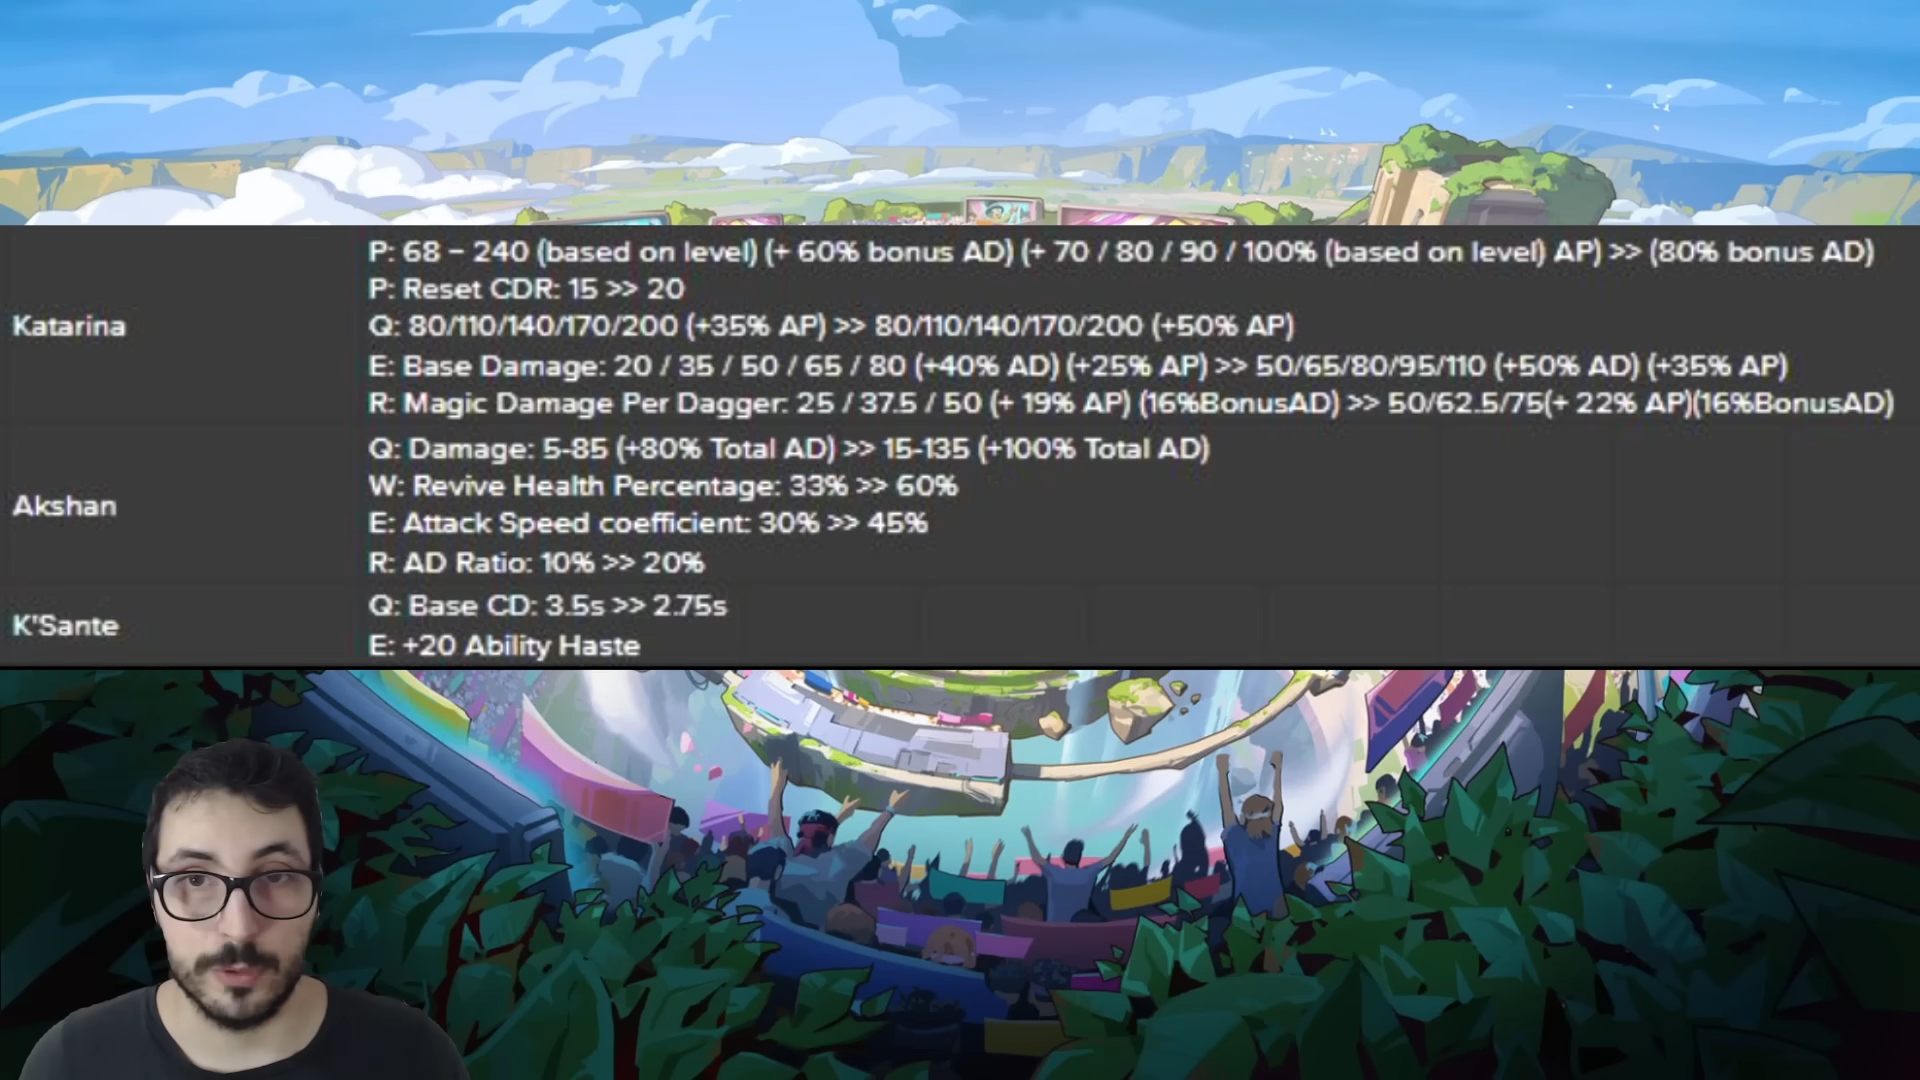 Katarina
P: 68 – 240 (based on level) (+ 60% bonus AD) (+ 70 / 80 / 90 / 100% (based on level) AP) >> (80% bonus AD)
P: Reset CDR: 15 >> 20
Q: 80/110/140/170/200 (+35% AP) >> 80/110/140/170/200 (+50% AP)
E: Base Damage: 20 / 35 / 50 / 65 / 80 (+40% AD) (+25% AP) >> 50/65/80/95/110 (+50% AD) (+35% AP)
R: Magic Damage Per Dagger: 25 / 37.5 / 50 (+ 19% AP) (16%BonusAD) >> 50/62.5/75(+ 22% AP)(16%BonusAD)
Akshan
Q: Damage: 5-85 (+80% Total AD) >> 15-135 (+100% Total AD)
W: Revive Health Percentage: 33% >> 60%
E: Attack Speed coefficient: 30% >> 45%
R: AD Ratio: 10% >> 20%
K'Sante
Q: Base CD: 3.5s >> 2.75s
E: +20 Ability Haste